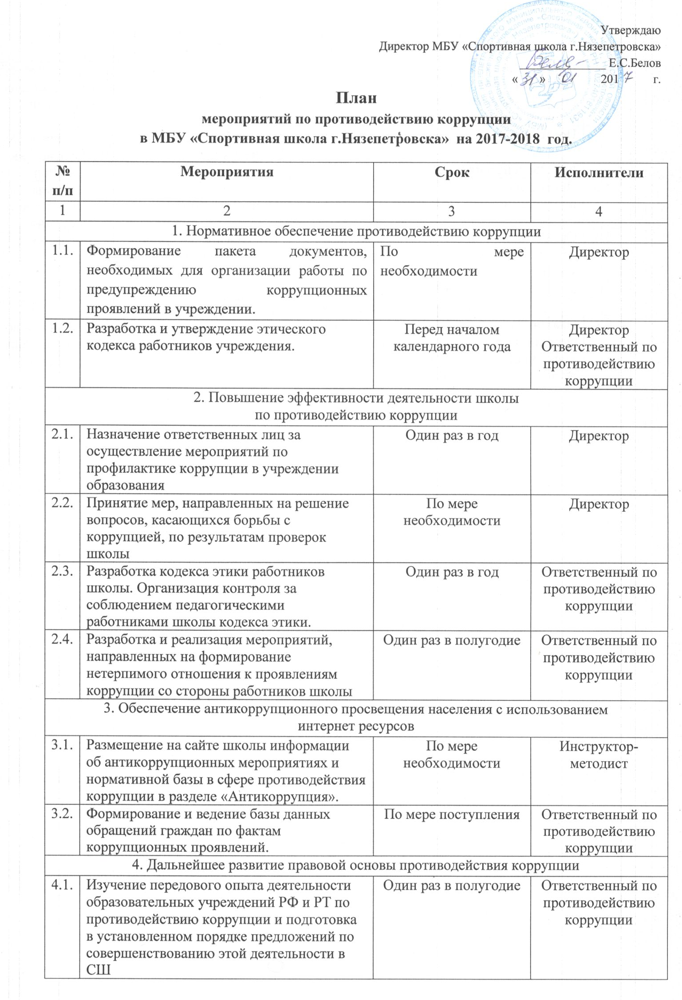 Утверждаю
Директор МБУ «Спортивная школа г.Нязепетровска»
Е.С.Белов
« 31 » 01 2017 г.
План
мероприятий по противодействию коррупции
в МБУ «Спортивная школа г.Нязепетровска» на 2017-2018 год.
№ п/п
Мероприятия
Срок
Исполнители
1
2
3
4
1. Нормативное обеспечение противодействию коррупции
1.1.
Формирование пакета документов,
необходимых для организации работы по
предупреждению коррупционных
проявлений в учреждении.
По мере
необходимости
Директор
1.2.
Разработка и утверждение этического
кодекса работников учреждения.
Перед началом
календарного года
Директор
Ответственный по
противодействию
коррупции
2. Повышение эффективности деятельности школы
по противодействию коррупции
2.1.
Назначение ответственных лиц за
осуществление мероприятий по
профилактике коррупции в учреждении
образования
Один раз в год
Директор
2.2.
Принятие мер, направленных на решение
вопросов, касающихся борьбы с
коррупцией, по результатам проверок
школы
По мере
необходимости
Директор
2.3.
Разработка кодекса этики работников
школы. Организация контроля за
соблюдением педагогическими
работниками школы кодекса этики.
Один раз в год
Ответственный по
противодействию
коррупции
2.4.
Разработка и реализация мероприятий,
направленных на формирование
нетерпимого отношения к проявлениям
коррупции со стороны работников школы
Один раз в полугодие
Ответственный по
противодействию
коррупции
3. Обеспечение антикоррупционного просвещения населения с использованием
интернет ресурсов
3.1.
Размещение на сайте школы информации
об антикоррупционных мероприятиях и
нормативной базы в сфере противодействия
коррупции в разделе «Антикоррупция».
По мере
необходимости
Инструктор-
методист
3.2.
Формирование и ведение базы данных
обращений граждан по фактам
коррупционных проявлений.
По мере поступления
Ответственный по
противодействию
коррупции
4. Дальнейшее развитие правовой основы противодействия коррупции
4.1.
Изучение передового опыта деятельности
образовательных учреждений РФ и РТ по
противодействию коррупции и подготовка
в установленном порядке предложений по
совершенствованию этой деятельности в
СШ
Один раз в полугодие
Ответственный по
противодействию
коррупции